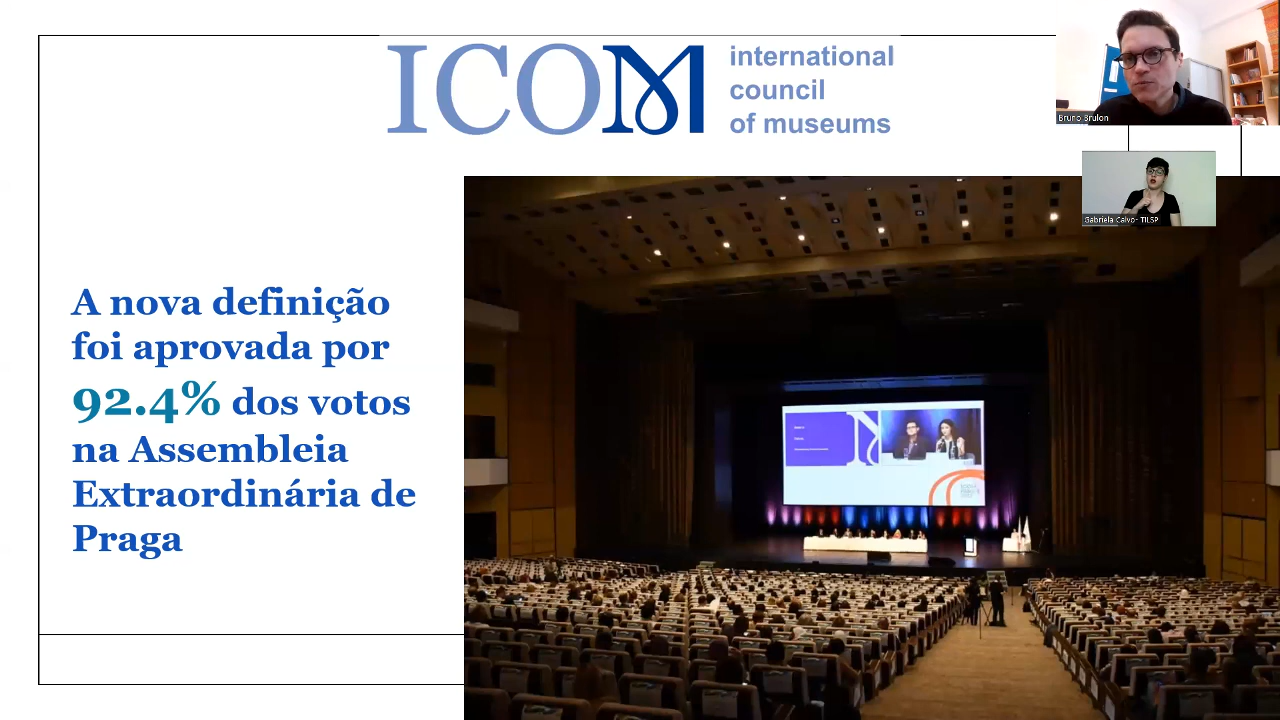 ICOM
international
council
of museums
Bruno Brulon
Gabriela Calvo- TILSP
A nova definição
foi aprovada por
92.4% dos votos
na Assembleia
Extraordinária de
Praga